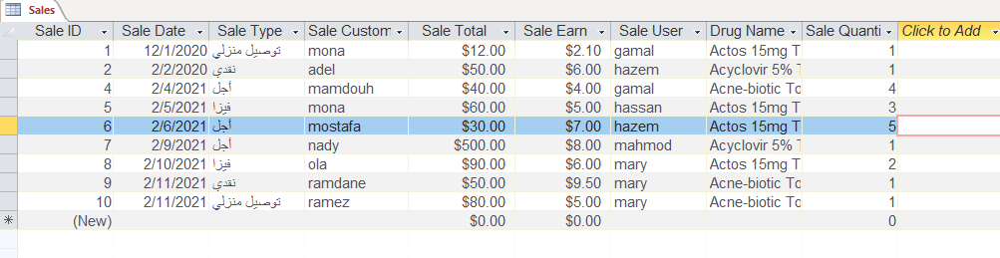 Sales
Sale ID Sale Date Sale Type Sale Custom Sale Total Sale Earn Sale User Drug Name Sale Quanti Click to Add
1 12/1/2020 توصيل منزلي mona $12.00 $2.10 gamal Actos 15mg T 1
2 2/2/2020 نقدي adel $50.00 $6.00 hazem Acyclovir 5% T 1
4 2/4/2021 أجل mamdouh $40.00 $4.00 gamal Acne-biotic To 4
5 2/5/2021 فيزا mona $60.00 $5.00 hassan Actos 15mg T 3
6 2/6/2021 أجل mostafa $30.00 $7.00 hazem Actos 15mg T 5
7 2/9/2021 أجل nady $500.00 $8.00 mahmod Acyclovir 5% T 1
8 2/10/2021 فيزا ola $90.00 $6.00 mary Actos 15mg T 2
9 2/11/2021 نقدي ramdane $50.00 $9.50 mary Acne-biotic To 1
10 2/11/2021 توصيل منزلي ramez $80.00 $5.00 mary Acne-biotic To 1
* (New) $0.00 $0.00 0